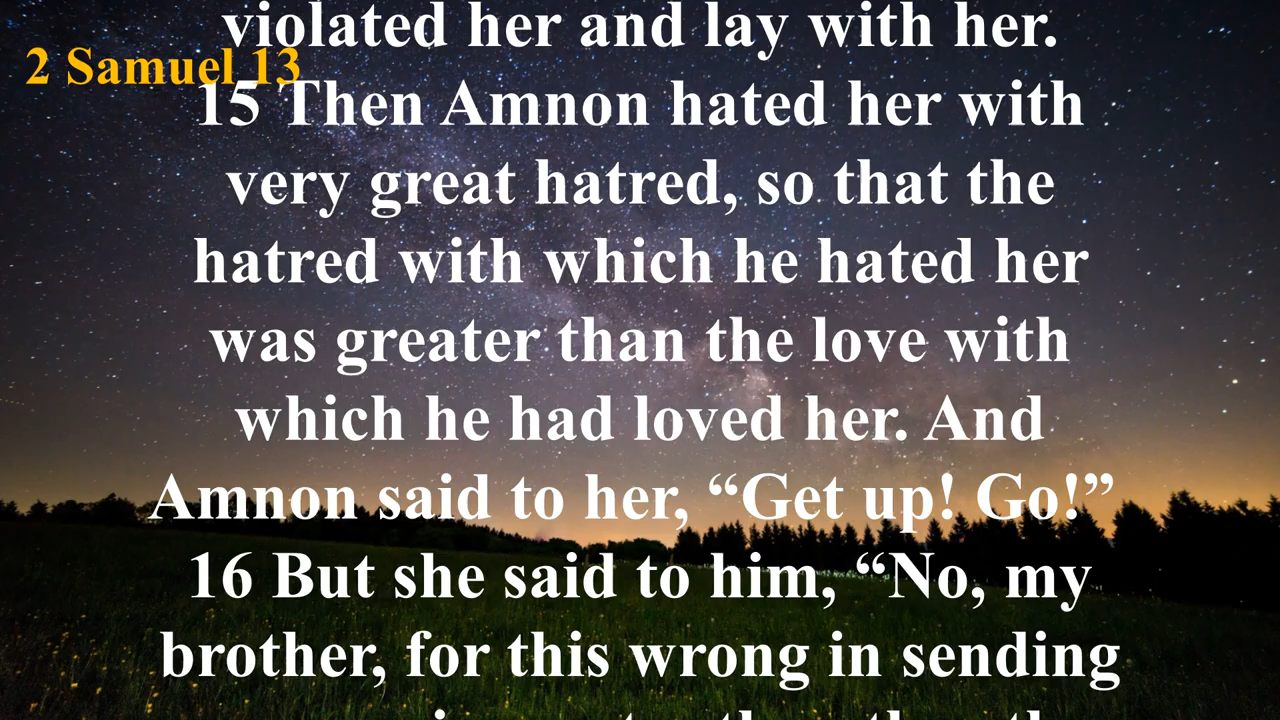 violated her and lay with her.
2 Samuel 13
15 Then Amnon hated her with
very great hatred, so that the
hatred with which he hated her
was greater than the love with
which he had loved her. And
Amnon said to her, “Get up! Go!”
16 But she said to him, “No, my
brother, for this wrong in sending